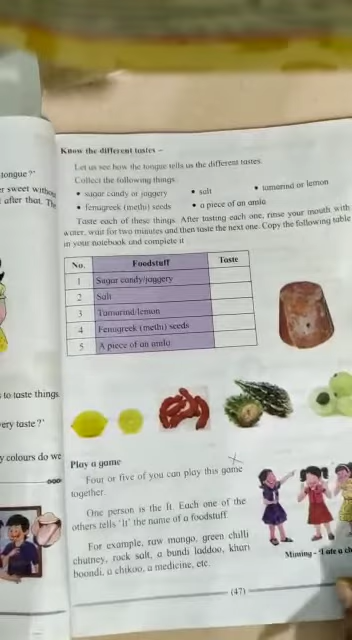 Know the different tastes –
Let us see how the tongue tells us the different tastes.
Collect the following things.
• sugar candy or jaggery • salt • tamarind or lemon
• fenugreek (methi) seeds • a piece of an amla
Taste each of these things. After tasting each one, rinse your mouth with
water, wait for two minutes and then taste the next one. Copy the following table
in your notebook and complete it
No. Foodstuff Taste
1 Sugar candy/jaggery
2 Salt
3 Tamarind/lemon
4 Fenugreek (methi) seeds
5 A piece of an amla
Play a game
Four or five of you can play this game
together.
One person is the It. Each one of the
others tells 'It' the name of a foodstuff.
For example, raw mango, green chilli
chutney, rock salt, a bundi laddoo, khari
boondi, a chikoo, a medicine, etc.
Miming - 'I ate a ch
(47)
tongue ?'
er sweet without
after that. The
to taste things
very taste ?'
y colours do we